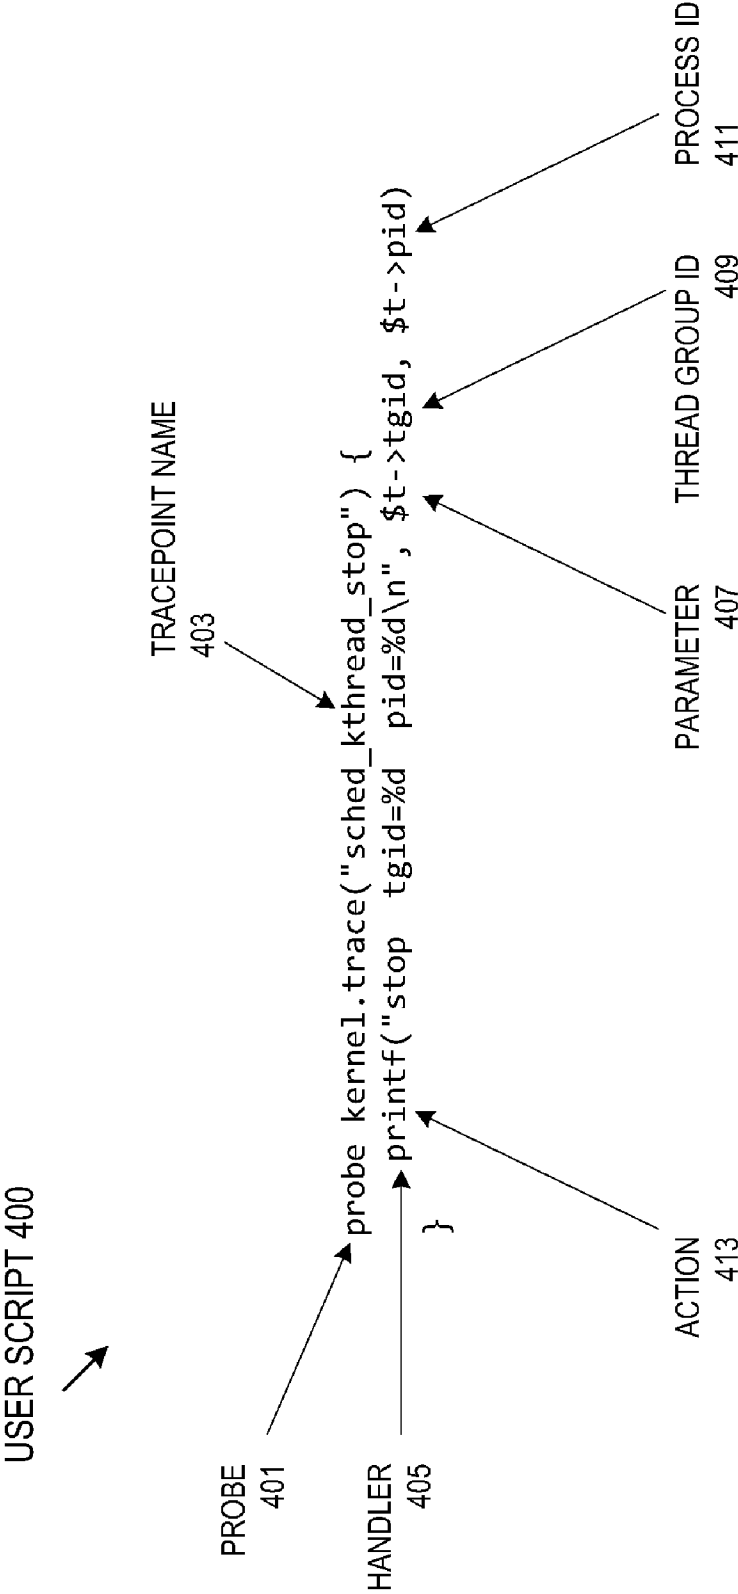 USER SCRIPT 400
TRACEPOINT NAME
403
PROBE
401
HANDLER
405
probe kernel.trace("sched_kthread_stop") {
printf("stop  tgid=%d  pid=%d\n", $t->tgid, $t->pid)
}
ACTION
413
PARAMETER
407
THREAD GROUP ID
409
PROCESS ID
411